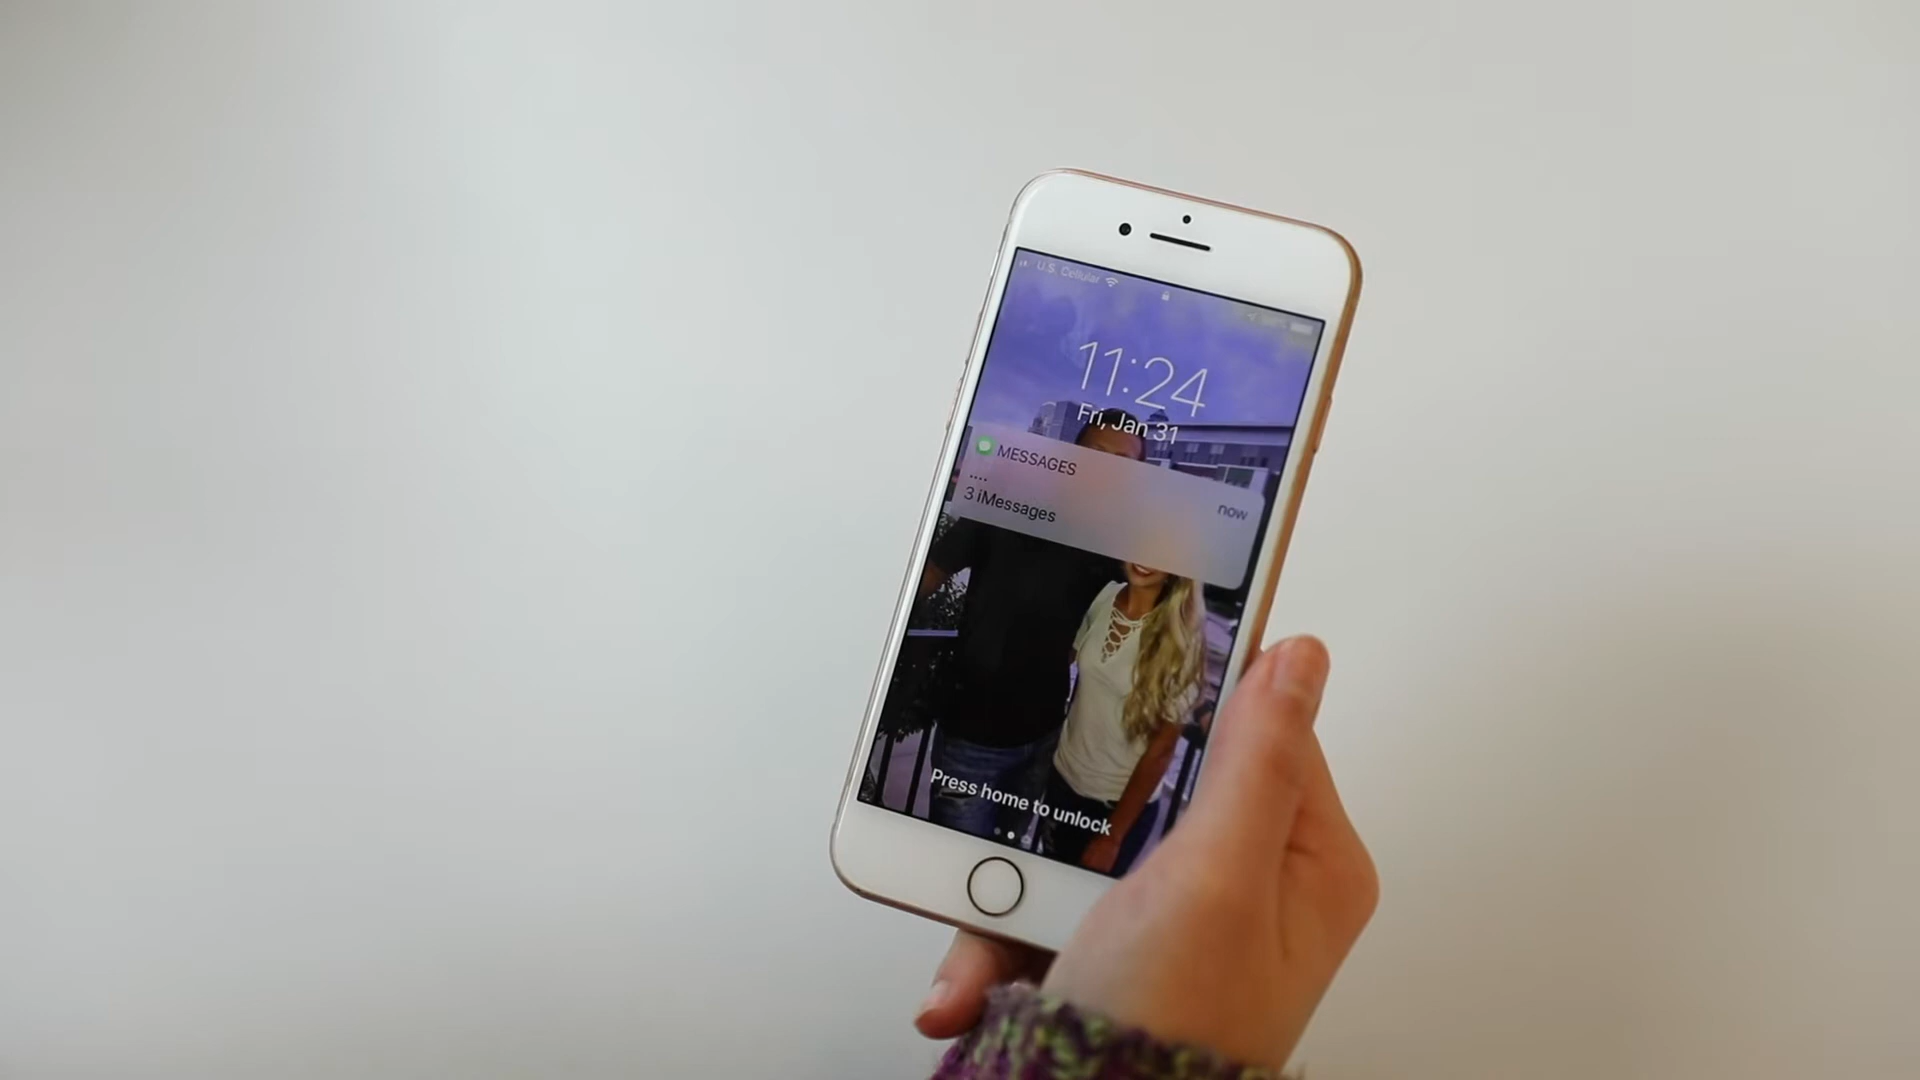 U.S. Cellular
11:24
Fri, Jan 31
MESSAGES
....
now
3 iMessages
Press home to unlock